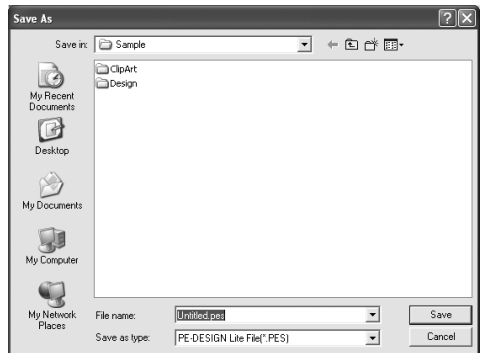 Save As
Save in:
Sample
ClipArt
Design
My Recent
Documents
Desktop
My Documents
My Computer
My Network
Places
File name:
Untitled.pes
Save
Save as type:
PE-DESIGN Lite File(*.PES)
Cancel